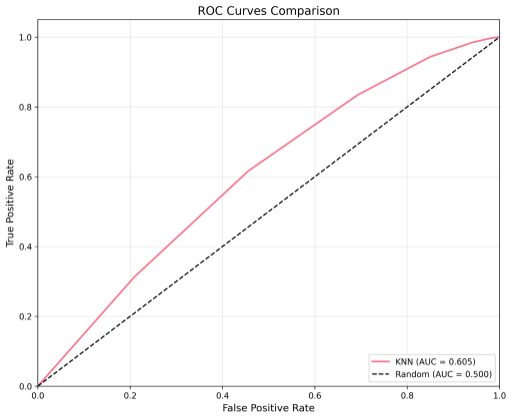 ROC Curves Comparison
True Positive Rate
1.0
0.8
0.6
0.4
0.2
0.0
0.0 0.2 0.4 0.6 0.8 1.0
False Positive Rate
KNN (AUC = 0.605)
Random (AUC = 0.500)